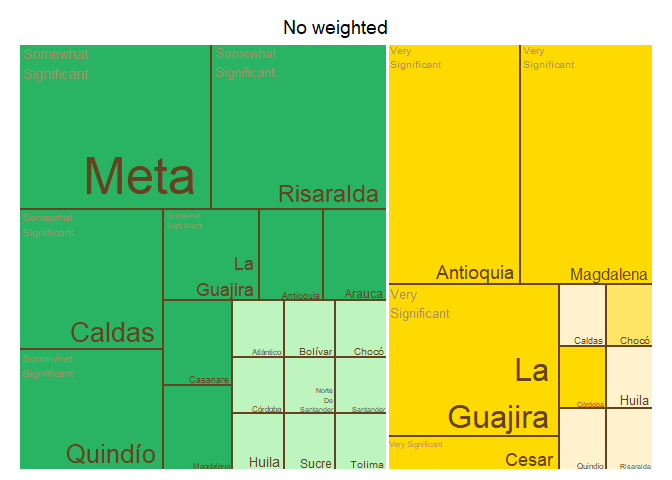 No weighted
Somewhat
Significant
Meta
Somewhat
Significant
Risaralda
Somewhat
Significant
Caldas
Somewhat
Significant
La
Guajira
Antioquia
Arauca
Somewhat
Significant
Quindío
Casanare
Magdalena
Atlántico
Bolívar
Chocó
Córdoba
Norte
De
Santander
Santander
Huila
Sucre
Tolima
Very
Significant
Antioquia
Very
Significant
Magdalena
Very
Significant
La
Guajira
Very Significant
Cesar
Caldas
Chocó
Córdoba
Huila
Quindío
Risaralda